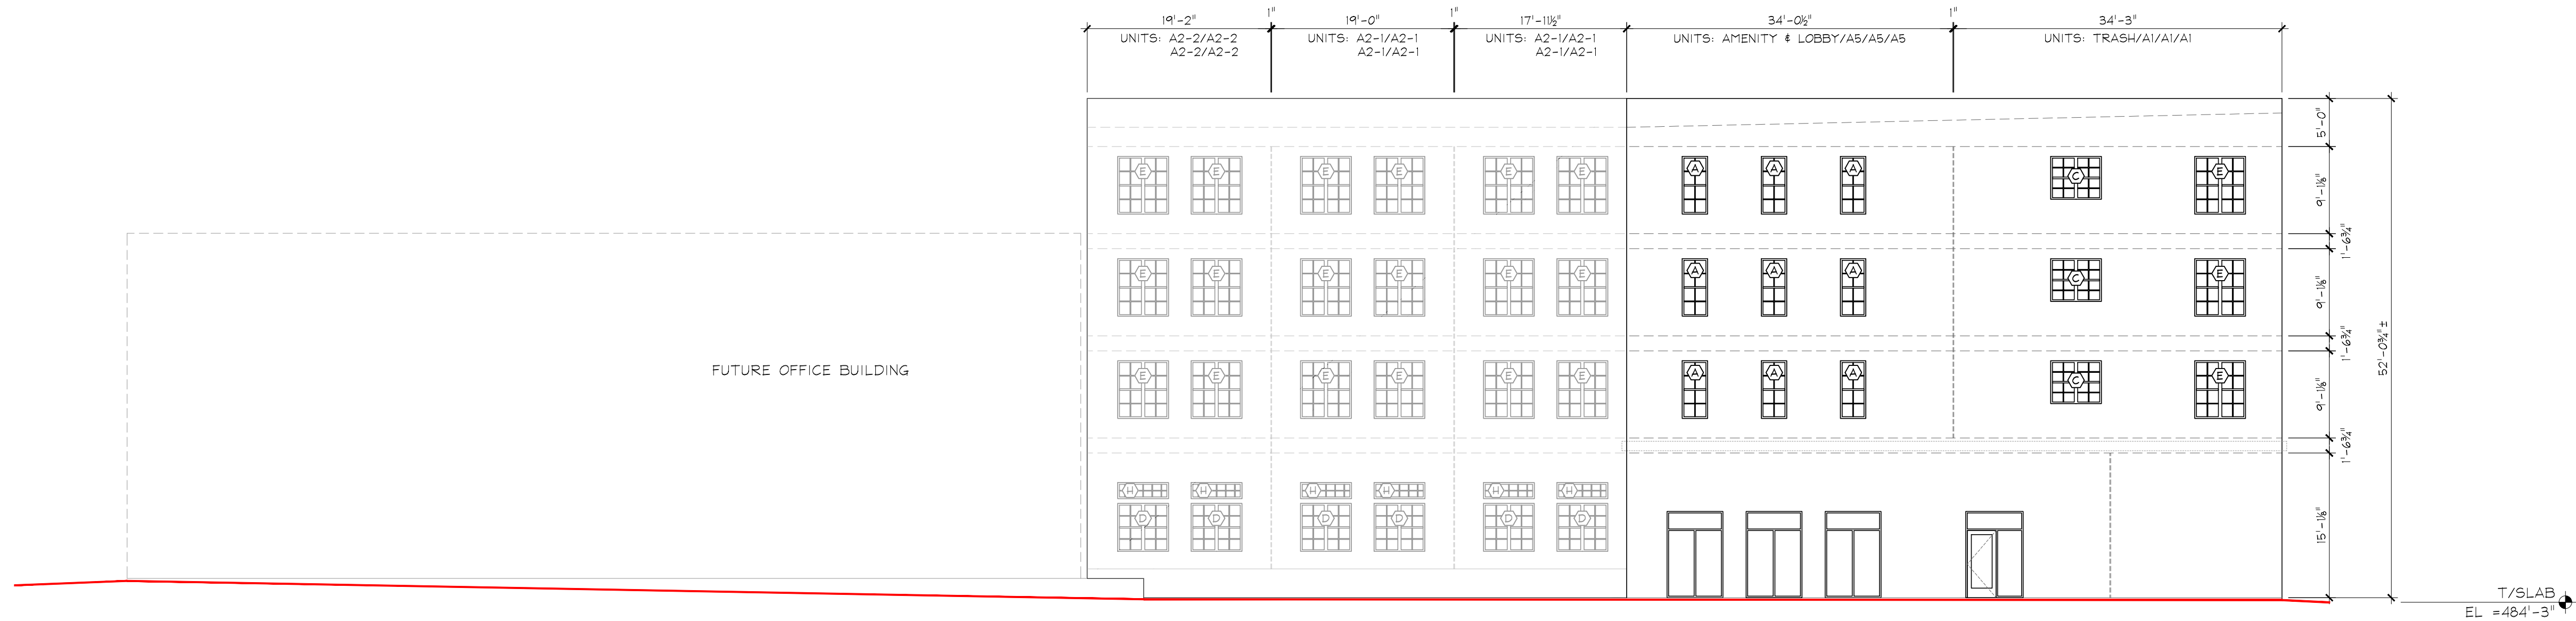 19'-2" 1" 19'-0" 1" 17'-11½" 34'-0½" 1" 34'-3"
UNITS: A2-2/A2-2 UNITS: A2-1/A2-1 UNITS: A2-1/A2-1 UNITS: AMENITY & LOBBY/A5/A5/A5 UNITS: TRASH/A1/A1/A1
A2-2/A2-2 A2-1/A2-1 A2-1/A2-1
5'-0"
E E E E E E A A A C E
9'-1⅛"
1'-6¾"
E E E E E E A A A C E
9'-1⅛"
1'-6¾"
52'-0¾" ±
FUTURE OFFICE BUILDING
E E E E E E A A A C E
9'-1⅛"
1'-6¾"
H H H H H H
D D D D D D
15'-1⅛"
T/SLAB
EL =484'-3"